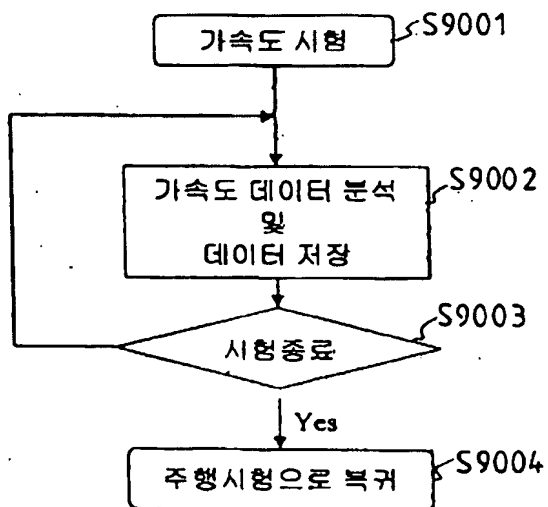 가속도 시험
S9001
가속도 데이터 분석
및
데이터 저장
S9002
시험종료
S9003
Yes
주행시험으로 복귀
S9004